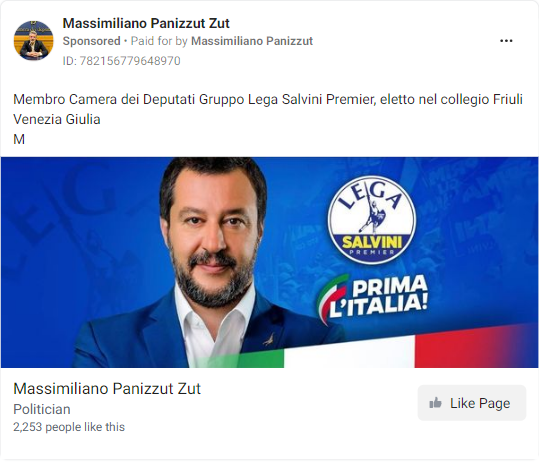 Massimiliano Panizzut Zut
Sponsored • Paid for by Massimiliano Panizzut
ID: 782156779648970
Membro Camera dei Deputati Gruppo Lega Salvini Premier, eletto nel collegio Friuli
Venezia Giulia
M
LEGA
LEGA
SALVINI
PREMIER
PRIMA
L'ITALIA!
Massimiliano Panizzut Zut
Politician
2,253 people like this
Like Page